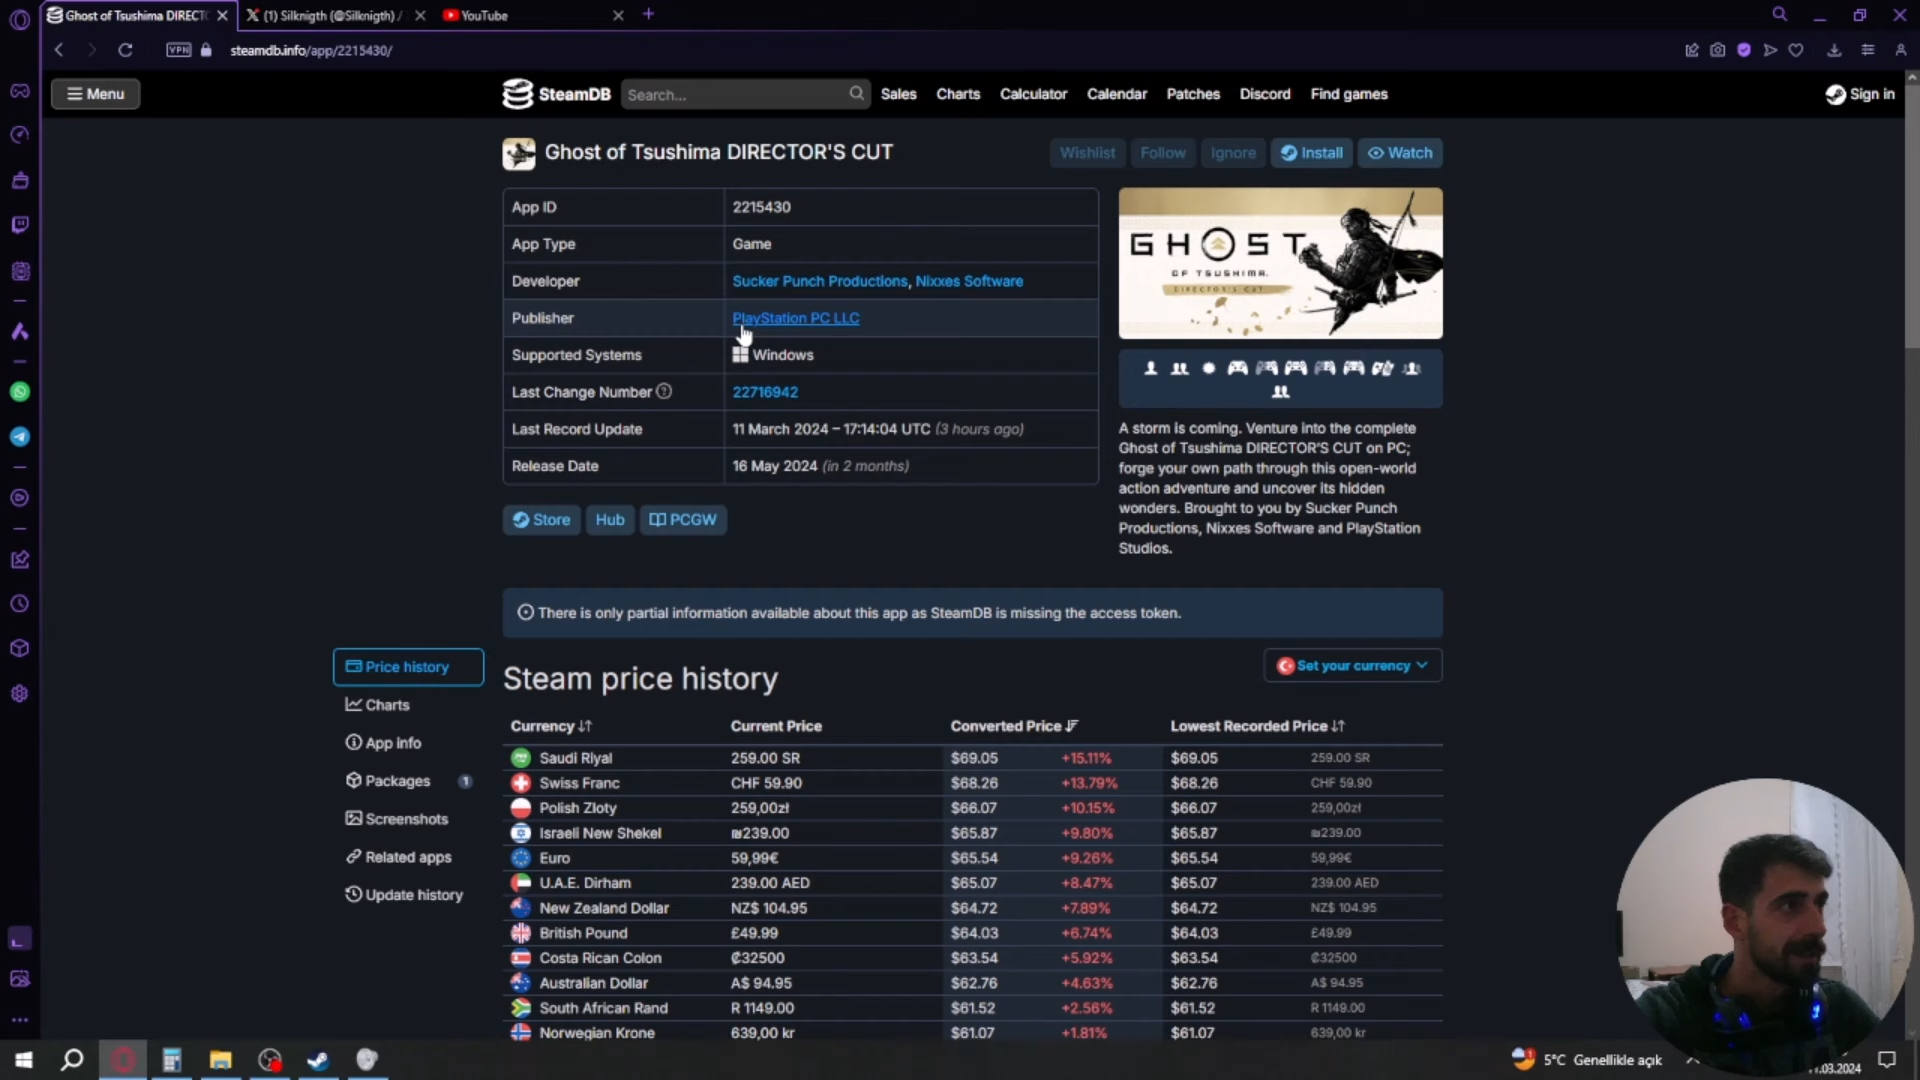 Ghost of Tsushima DIRECT
(1) Silknigth (@Silknigth) /
YouTube
VPN
steamdb.info/app/2215430/
Menu
SteamDB
Search...
Sales
Charts
Calculator
Calendar
Patches
Discord
Find games
Sign in
Ghost of Tsushima DIRECTOR'S CUT
Wishlist
Follow
Ignore
Install
Watch
App ID 2215430
App Type Game
Developer Sucker Punch Productions, Nixxes Software
Publisher PlayStation PC LLC
Supported Systems Windows
Last Change Number 22716942
Last Record Update 11 March 2024 – 17:14:04 UTC (3 hours ago)
Release Date 16 May 2024 (in 2 months)
GHOST
OF TSUSHIMA.
DIRECTOR'S CUT
A storm is coming. Venture into the complete
Ghost of Tsushima DIRECTOR'S CUT on PC;
forge your own path through this open-world
action adventure and uncover its hidden
wonders. Brought to you by Sucker Punch
Productions, Nixxes Software and PlayStation
Studios.
Store
Hub
PCGW
There is only partial information available about this app as SteamDB is missing the access token.
Price history
Charts
App info
Packages 1
Screenshots
Related apps
Update history
Steam price history
Set your currency
Currency Current Price Converted Price Lowest Recorded Price
Saudi Riyal 259.00 SR $69.05 +15.11% $69.05 259.00 SR
Swiss Franc CHF 59.90 $68.26 +13.79% $68.26 CHF 59.90
Polish Zloty 259,00zł $66.07 +10.15% $66.07 259,00zł
Israeli New Shekel ₪239.00 $65.87 +9.80% $65.87 ₪239.00
Euro 59,99€ $65.54 +9.26% $65.54 59,99€
U.A.E. Dirham 239.00 AED $65.07 +8.47% $65.07 239.00 AED
New Zealand Dollar NZ$ 104.95 $64.72 +7.89% $64.72 NZ$ 104.95
British Pound £49.99 $64.03 +6.74% $64.03 £49.99
Costa Rican Colon ₡32500 $63.54 +5.92% $63.54 ₡32500
Australian Dollar A$ 94.95 $62.76 +4.63% $62.76 A$ 94.95
South African Rand R 1149.00 $61.52 +2.56% $61.52 R 1149.00
Norwegian Krone 639,00 kr $61.07 +1.81% $61.07 639,00 kr
5°C Genellikle açık
11.03.2024